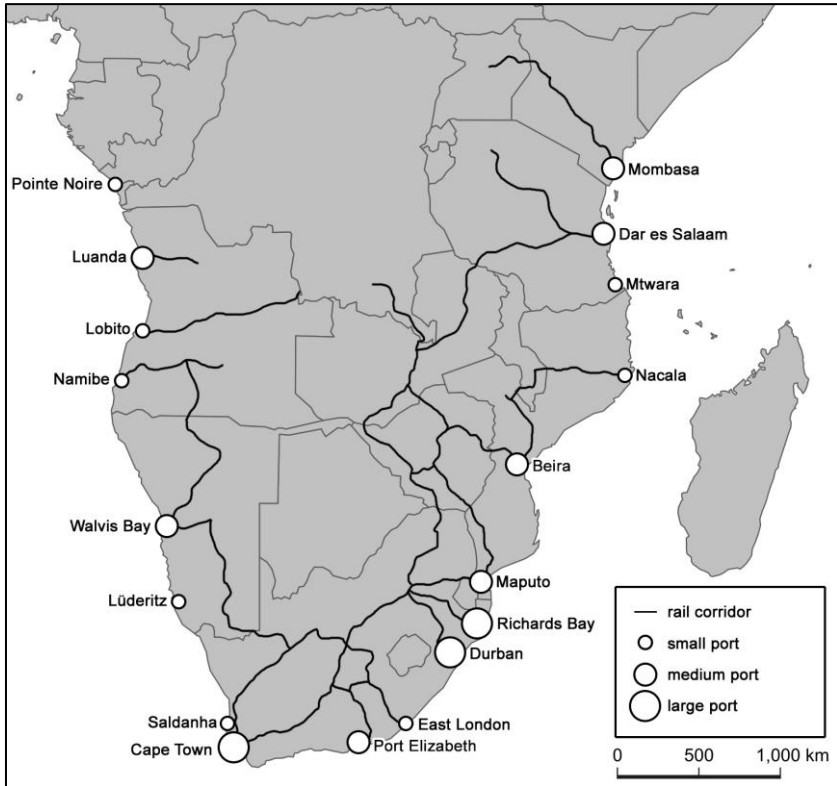 Mombasa
Pointe Noire
Dar es Salaam
Luanda
Mtwara
Lobito
Namibe
Nacala
Beira
Walvis Bay
Maputo
Lüderitz
Richards Bay
Durban
Saldanha
East London
Cape Town
Port Elizabeth
rail corridor
small port
medium port
large port
0 500 1,000 km